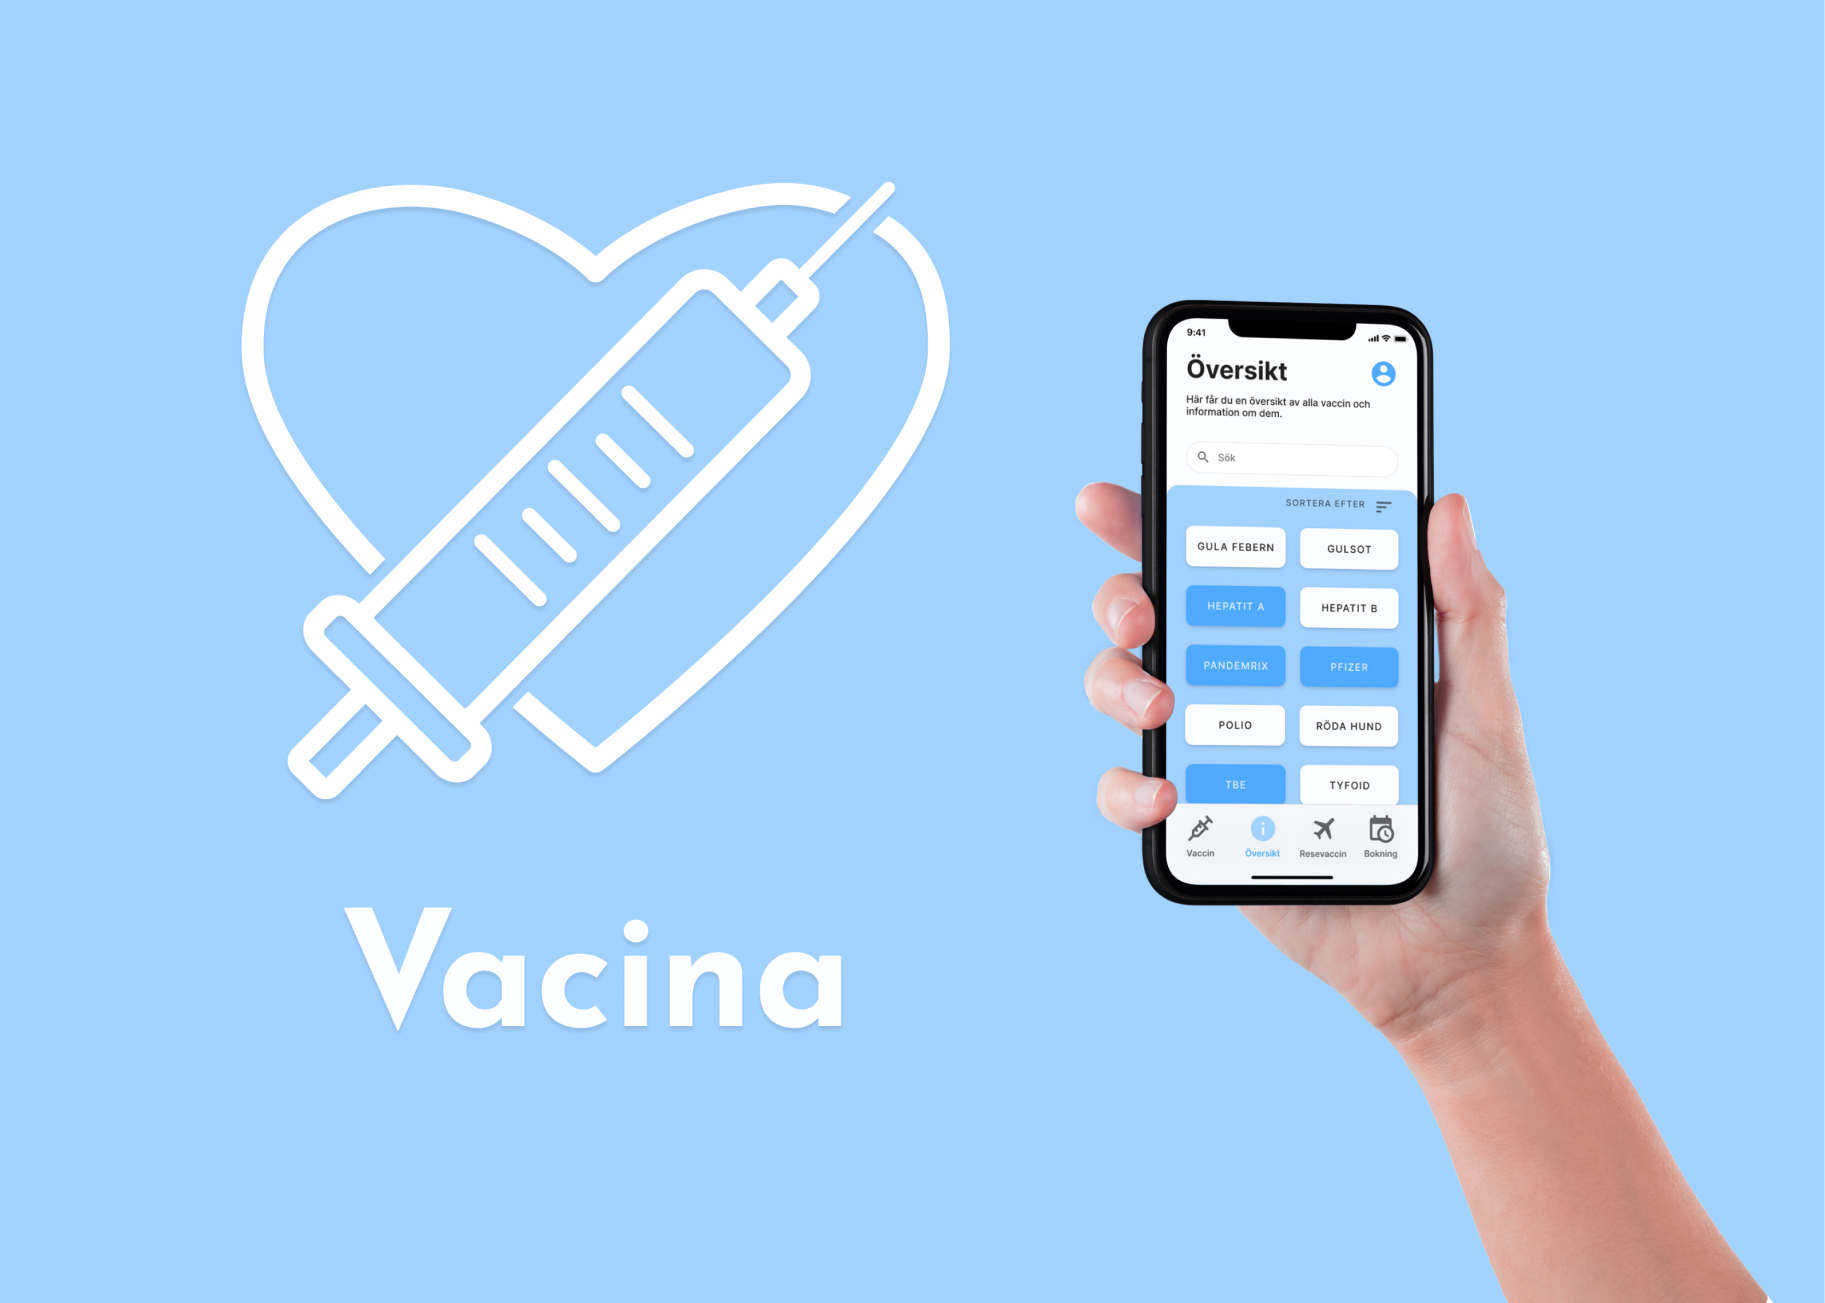 Vacina
9:41
Översikt
Här får du en översikt av alla vaccin och
information om dem.
Sök
SORTERA EFTER
GULA FEBERN
GULSOT
HEPATIT A
HEPATIT B
PANDEMRIX
PFIZER
POLIO
RÖDA HUND
TBE
TYFOID
Vaccin
Översikt
Resevaccin
Bokning